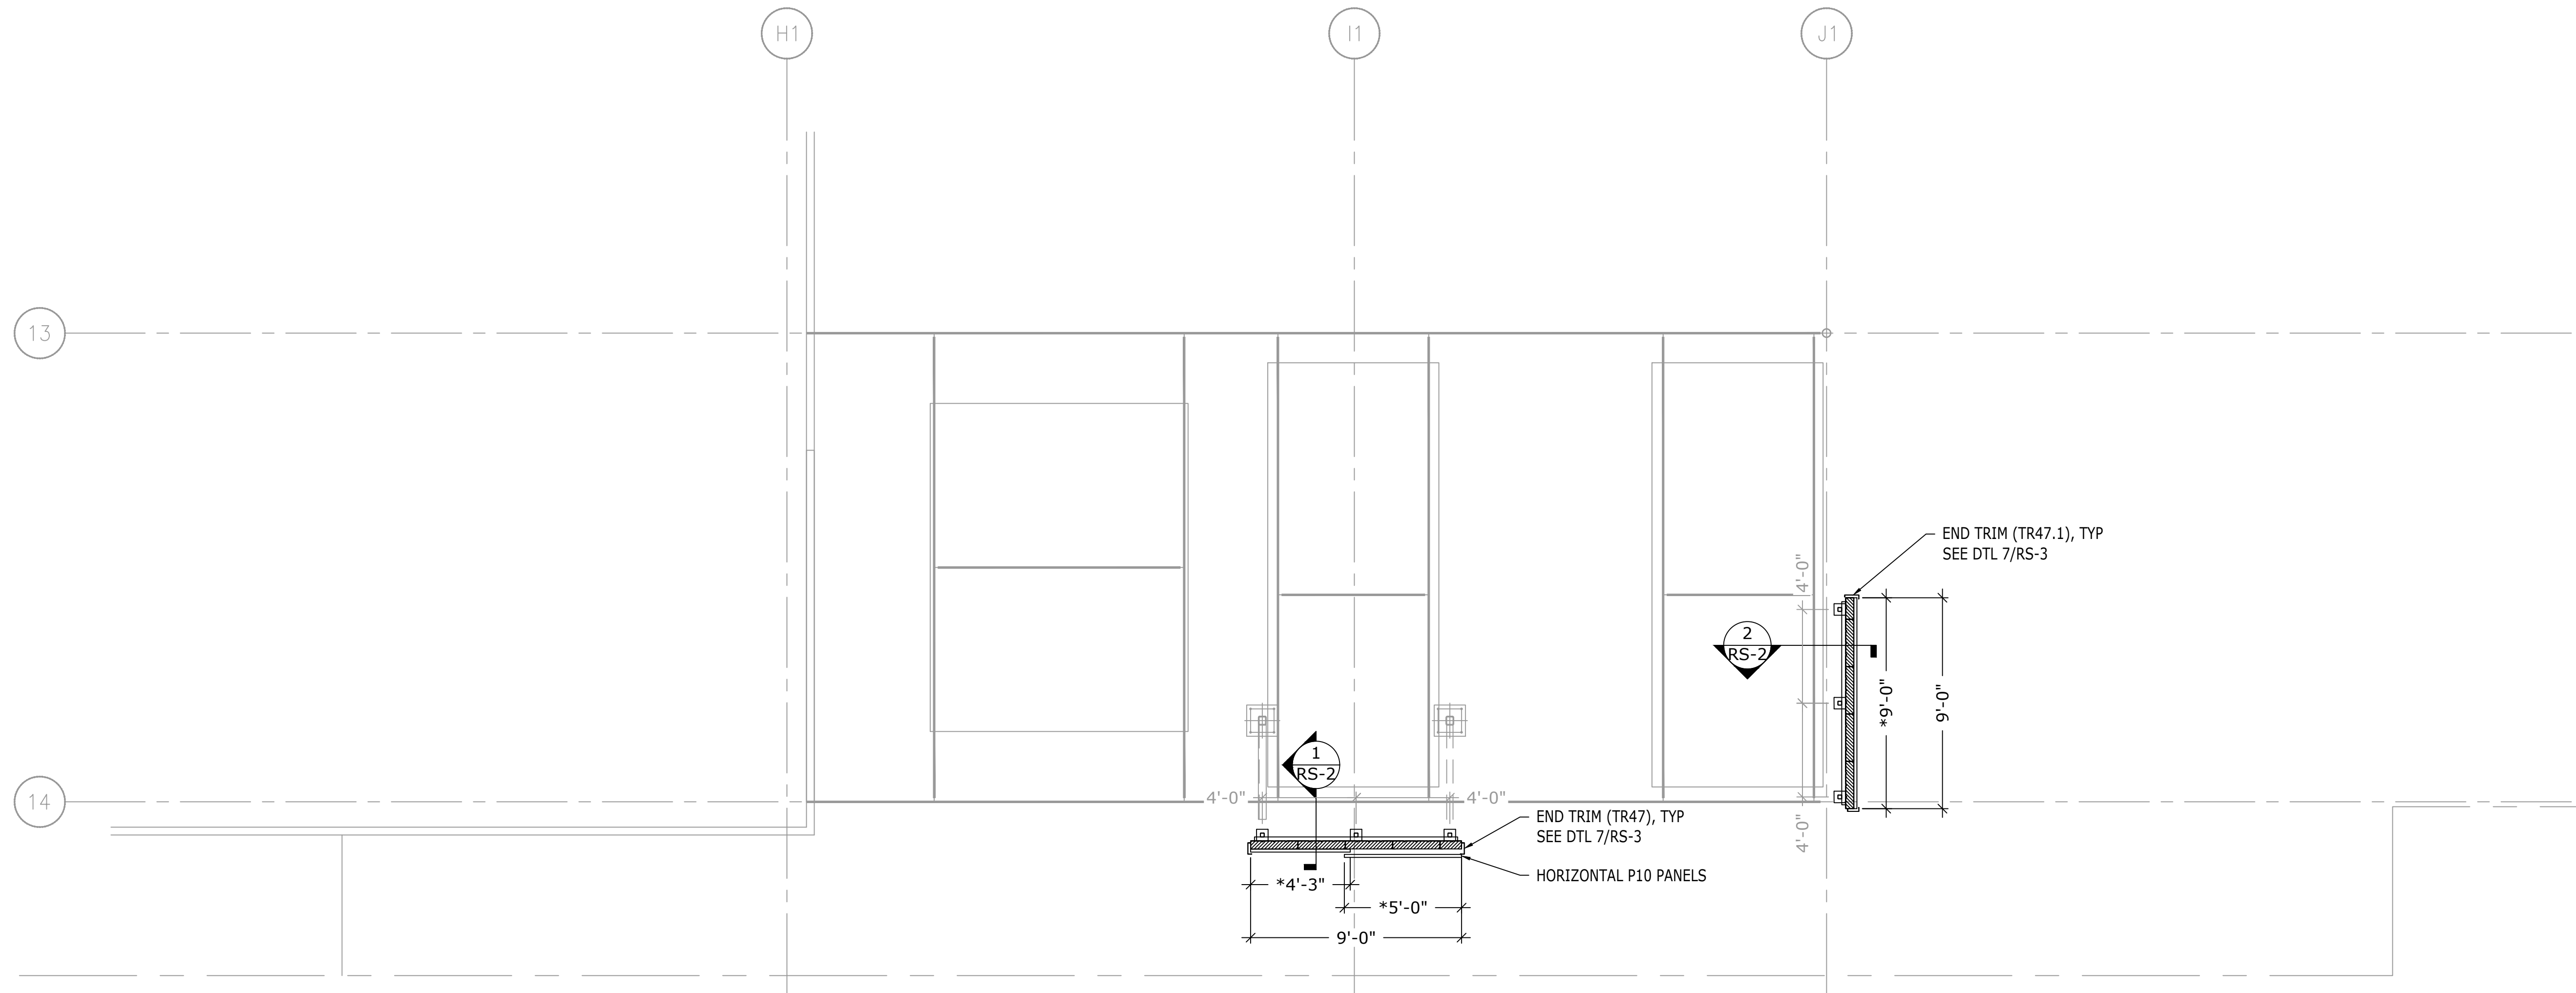 H1
I1
J1
13
END TRIM (TR47.1), TYP
SEE DTL 7/RS-3
4'-0"
2
RS-2
*9'-0"
9'-0"
1
RS-2
14
4'-0"
4'-0"
4'-0"
END TRIM (TR47), TYP
SEE DTL 7/RS-3
HORIZONTAL P10 PANELS
*4'-3"
*5'-0"
9'-0"